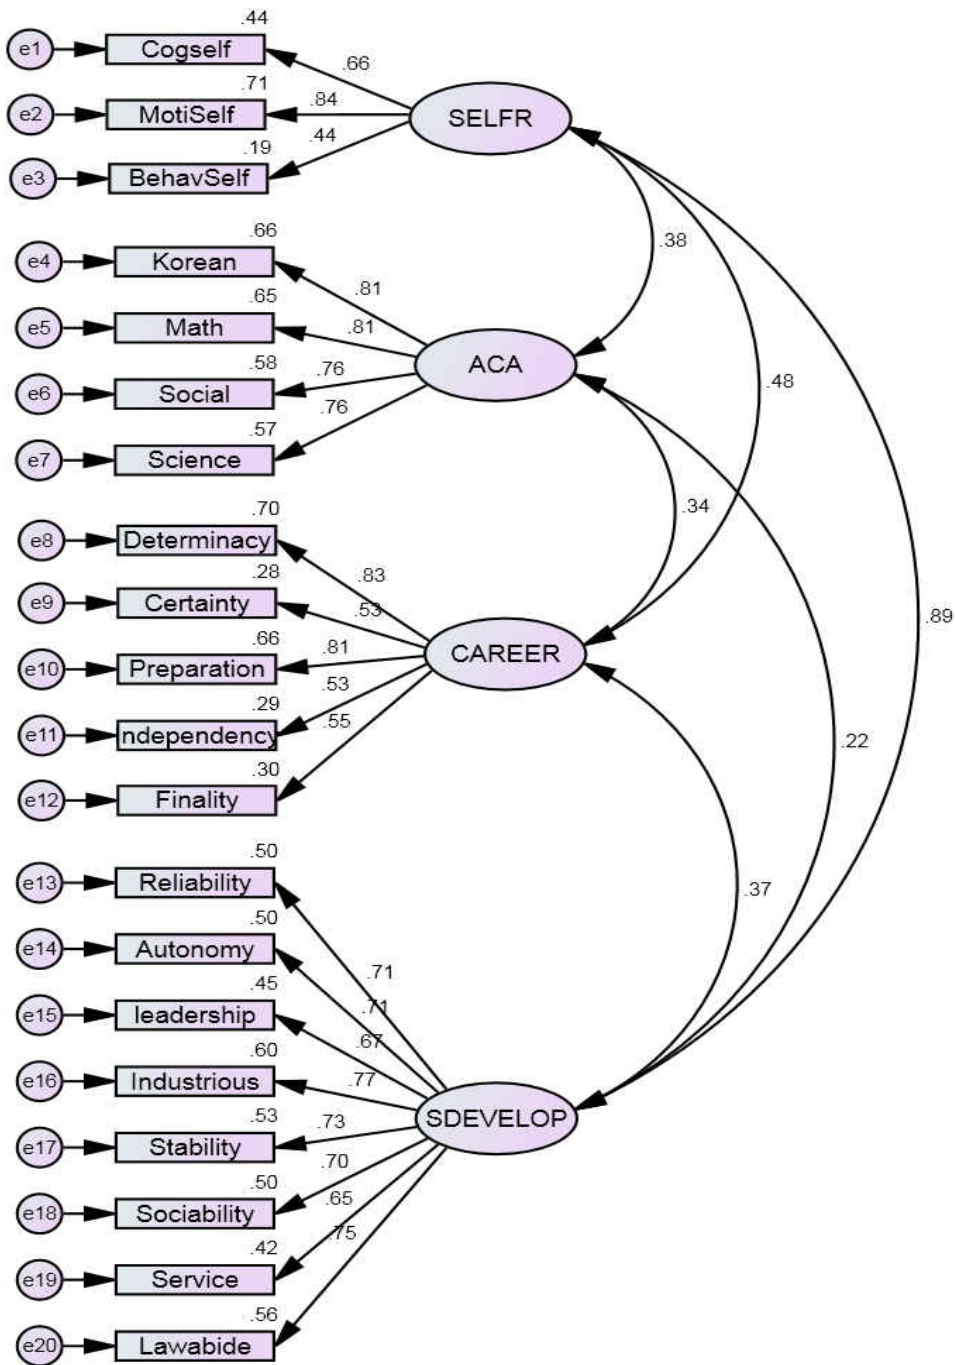 .44
e1 Cogself
.66
.71
e2 MotiSelf
.84
SELFR
.44
.19
e3 BehavSelf
.38
.66
e4 Korean
.81
.65
e5 Math
.81
ACA
.58
e6 Social
.76
.48
.76
.57
e7 Science
.34
.70
e8 Determinacy
.83
.28
e9 Certainty
.53
.89
.66
e10 Preparation
.81
CAREER
.53
.29
e11 ndependency
.55
.22
.30
e12 Finality
.50
e13 Reliability
.37
.50
e14 Autonomy
.71
.45
e15 leadership
.71
.67
.60
e16 Industrious
.77
SDEVELOP
.53
e17 Stability
.73
.70
.50
e18 Sociability
.65
.75
.42
e19 Service
.56
e20 Lawabide